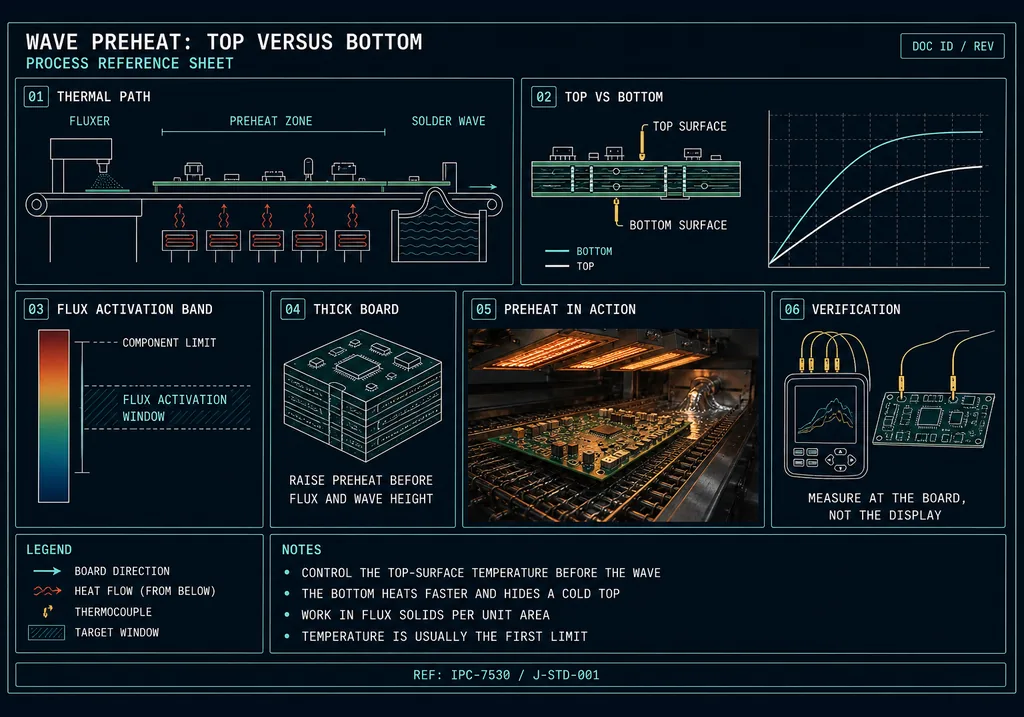 WAVE PREHEAT: TOP VERSUS BOTTOM
PROCESS REFERENCE SHEET
DOC ID / REV
01 THERMAL PATH
FLUXER
PREHEAT ZONE
SOLDER WAVE
02 TOP VS BOTTOM
TOP SURFACE
BOTTOM SURFACE
BOTTOM
TOP
03 FLUX ACTIVATION BAND
COMPONENT LIMIT
FLUX ACTIVATION
WINDOW
04 THICK BOARD
RAISE PREHEAT BEFORE
FLUX AND WAVE HEIGHT
05 PREHEAT IN ACTION
06 VERIFICATION
MEASURE AT THE BOARD,
NOT THE DISPLAY
LEGEND
BOARD DIRECTION
HEAT FLOW (FROM BELOW)
THERMOCOUPLE
TARGET WINDOW
NOTES
• CONTROL THE TOP-SURFACE TEMPERATURE BEFORE THE WAVE
• THE BOTTOM HEATS FASTER AND HIDES A COLD TOP
• WORK IN FLUX SOLIDS PER UNIT AREA
• TEMPERATURE IS USUALLY THE FIRST LIMIT
REF: IPC-7530 / J-STD-001